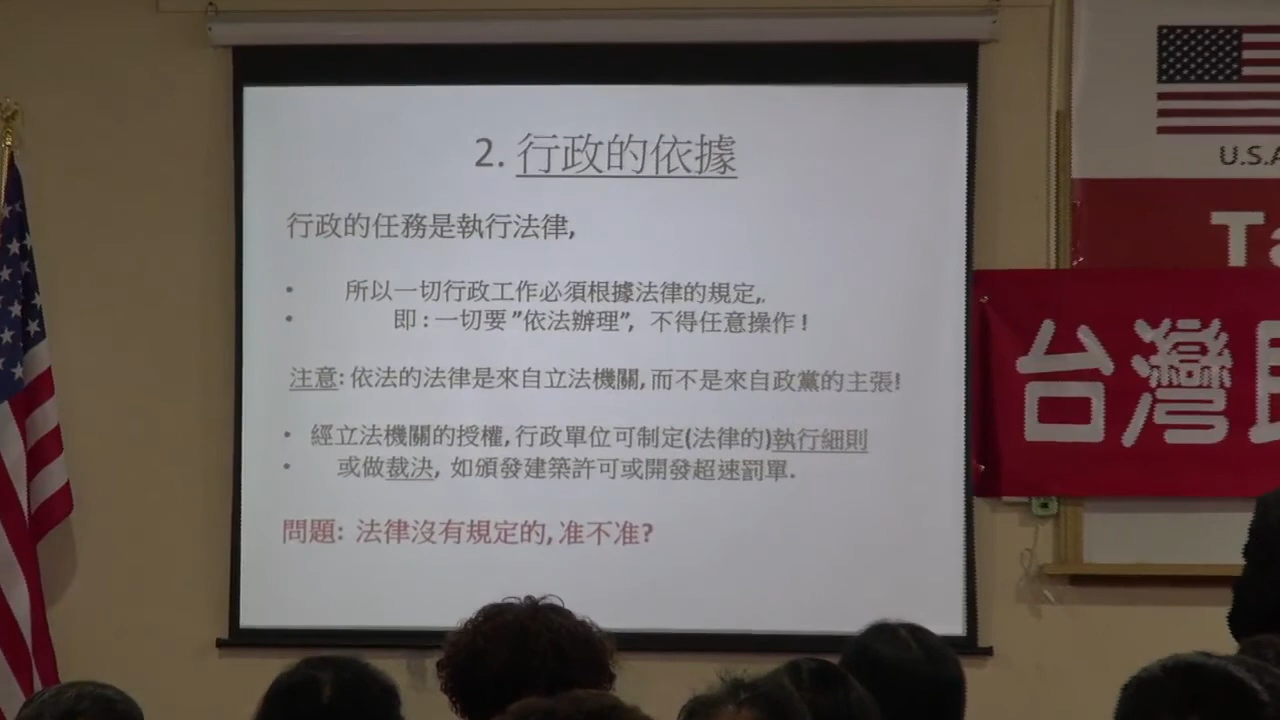 2. 行政的依據
行政的任務是執行法律,
• 所以一切行政工作必須根據法律的規定,.
• 即 : 一切要 ”依法辦理”, 不得任意操作 !
注意: 依法的法律是來自立法機關, 而不是來自政黨的主張!
• 經立法機關的授權, 行政單位可制定(法律的)執行細則
• 或做裁決, 如頒發建築許可或開發超速罰單.
問題: 法律沒有規定的, 准不准?
U.S.A
Ta
台灣